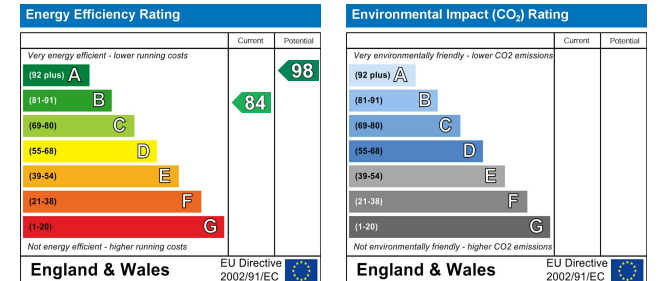 Energy Efficiency Rating
Current Potential
Very energy efficient - lower running costs
(92 plus) A
98
(81-91) B
84
(69-80) C
(55-68) D
(39-54) E
(21-38) F
(1-20) G
Not energy efficient - higher running costs
England & Wales
EU Directive
2002/91/EC
Environmental Impact (CO₂) Rating
Current Potential
Very environmentally friendly - lower CO2 emissions
(92 plus) A
(81-91) B
(69-80) C
(55-68) D
(39-54) E
(21-38) F
(1-20) G
Not environmentally friendly - higher CO2 emissions
England & Wales
EU Directive
2002/91/EC